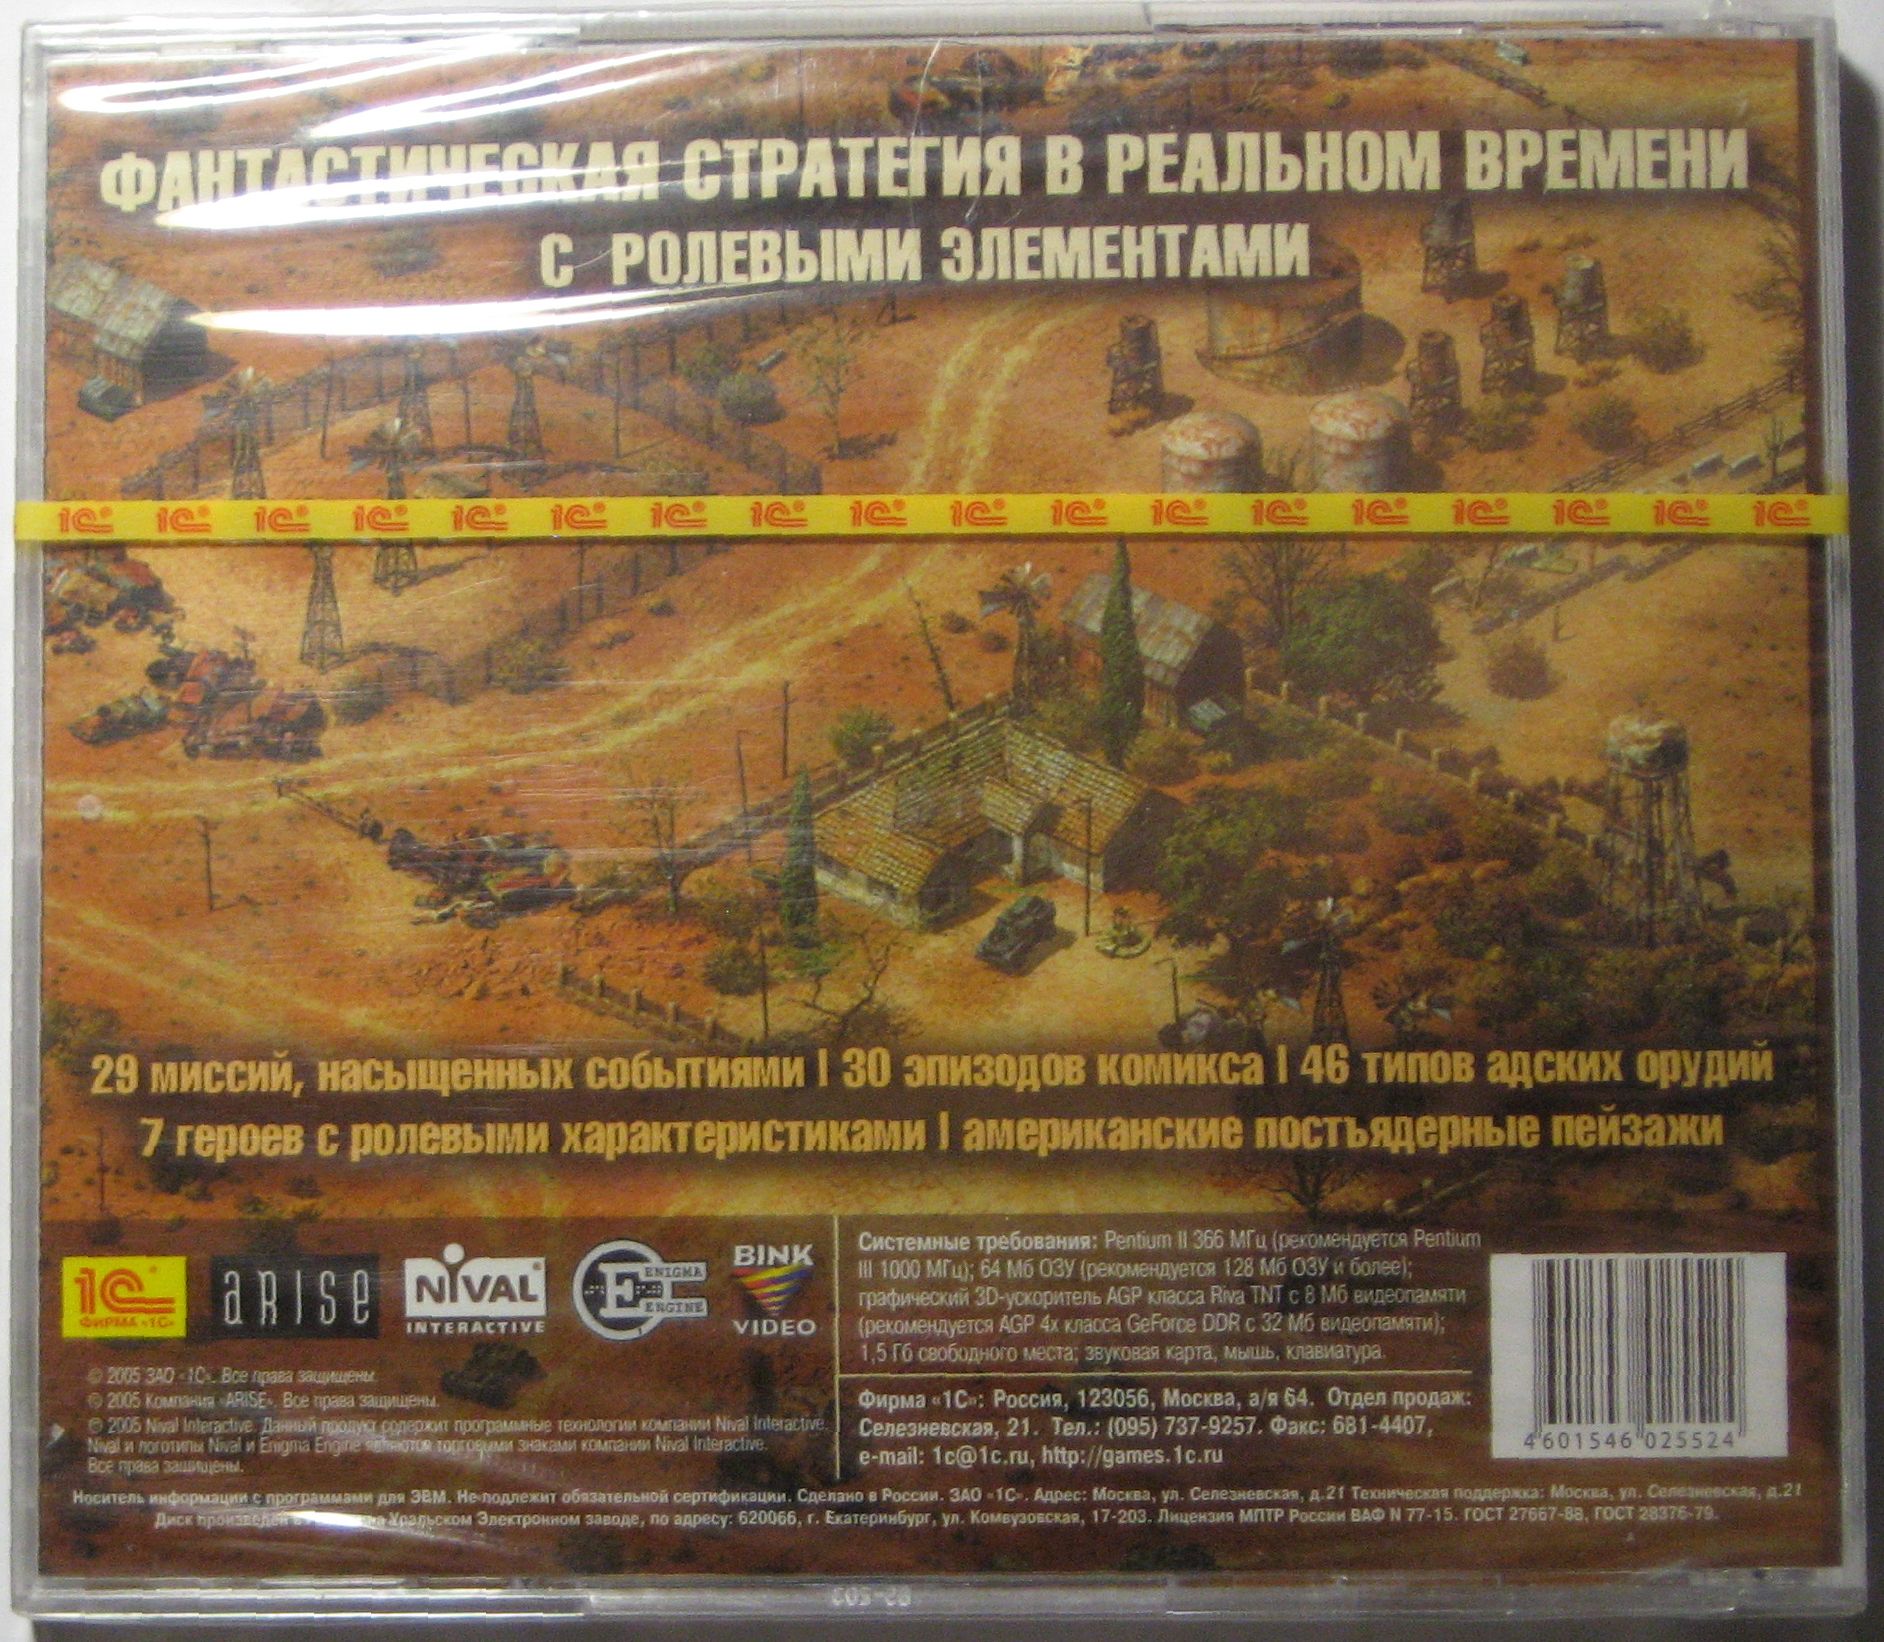 ФАНТАСТИЧЕСКАЯ СТРАТЕГИЯ В РЕАЛЬНОМ ВРЕМЕНИ
С РОЛЕВЫМИ ЭЛЕМЕНТАМИ
1С 1С 1С 1С 1С 1С 1С 1С 1С 1С 1С 1С 1С 1С 1С 1С 1С 1С
29 миссий, насыщенных событиями | 30 эпизодов комикса | 46 типов адских орудий
7 героев с ролевыми характеристиками | американские постъядерные пейзажи
1С
ФИРМА «1С»
ARISE
NIVAL
INTERACTIVE
E ENIGMA
ENGINE
BINK
VIDEO
© 2005 ЗАО «1С». Все права защищены.
© 2005 Компания «ARISE». Все права защищены.
© 2005 Nival Interactive. Данный продукт содержит программные технологии компании Nival Interactive.
Nival и логотипы Nival и Enigma Engine являются торговыми знаками компании Nival Interactive.
Все права защищены.
Системные требования: Pentium II 366 МГц (рекомендуется Pentium
III 1000 МГц); 64 Мб ОЗУ (рекомендуется 128 Мб ОЗУ и более);
графический 3D-ускоритель AGP класса Riva TNT с 8 Мб видеопамяти
(рекомендуется AGP 4x класса GeForce DDR с 32 Мб видеопамяти);
1,5 Гб свободного места; звуковая карта, мышь, клавиатура.
Фирма «1С»: Россия, 123056, Москва, а/я 64. Отдел продаж:
Селезневская, 21. Тел.: (095) 737-9257. Факс: 681-4407,
e-mail: 1c@1c.ru, http://games.1c.ru
4 601546 025524
Носитель информации с программами для ЭВМ. Не подлежит обязательной сертификации. Сделано в России. ЗАО «1С». Адрес: Москва, ул. Селезневская, д.21 Техническая поддержка: Москва, ул. Селезневская, д.21
Диск произведен в Уральском Электронном заводе, по адресу: 620066, г. Екатеринбург, ул. Комвузовская, 17-203. Лицензия МПТР России ВАФ N 77-15. ГОСТ 27667-88, ГОСТ 28376-79.